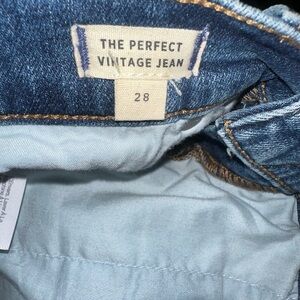 THE PERFECT
VINTAGE JEAN
28